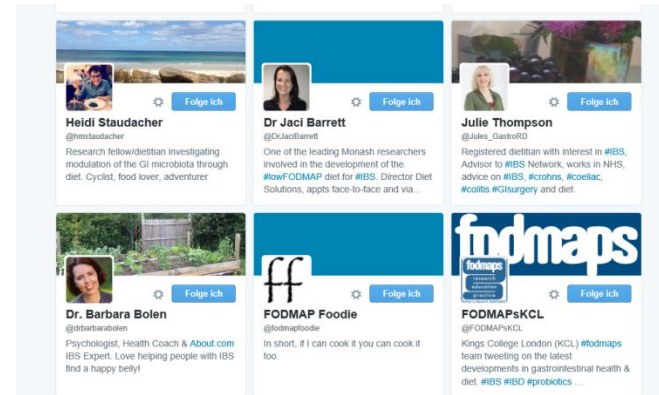 Folge ich
Heidi Staudacher
@hmstaudacher
Research fellow/dietitian investigating
modulation of the GI microbiota through
diet. Cyclist, food lover, adventurer
Folge ich
Dr Jaci Barrett
@DrJaciBarrett
One of the leading Monash researchers
involved in the development of the
#lowFODMAP diet for #IBS. Director Diet
Solutions, appts face-to-face and via...
Folge ich
Julie Thompson
@Jules_GastroRD
Registered dietitian with interest in #IBS,
Advisor to #IBS Network, works in NHS,
advice on #IBS, #crohns, #coeliac,
#colitis #GIsurgery and diet.
Folge ich
Dr. Barbara Bolen
@drbarbarabolen
Psychologist, Health Coach & About.com
IBS Expert. Love helping people with IBS
find a happy belly!
ff
Folge ich
FODMAP Foodie
@fodmapfoodie
In short, if I can cook it you can cook it
too.
fodmaps
fodmaps
research
education
practice
Folge ich
FODMAPsKCL
@FODMAPsKCL
Kings College London (KCL) #fodmaps
team tweeting on the latest
developments in gastrointestinal health &
diet. #IBS #IBD #probiotics ...